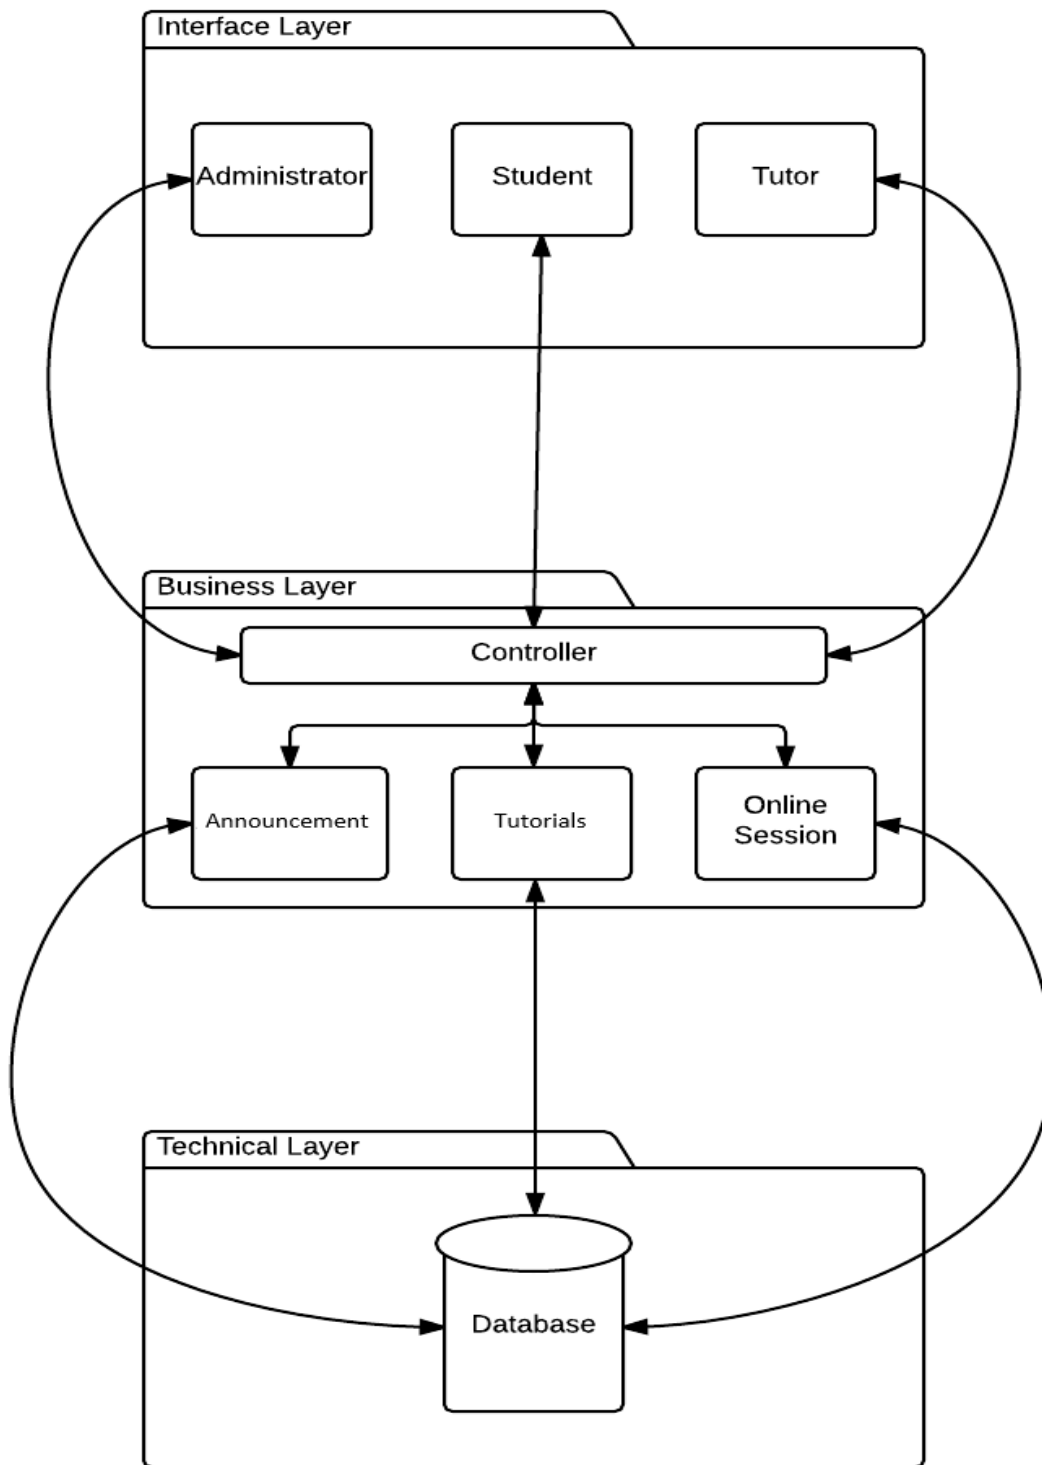 Interface Layer
Administrator
Student
Tutor
Business Layer
Controller
Announcement
Tutorials
Online
Session
Technical Layer
Database